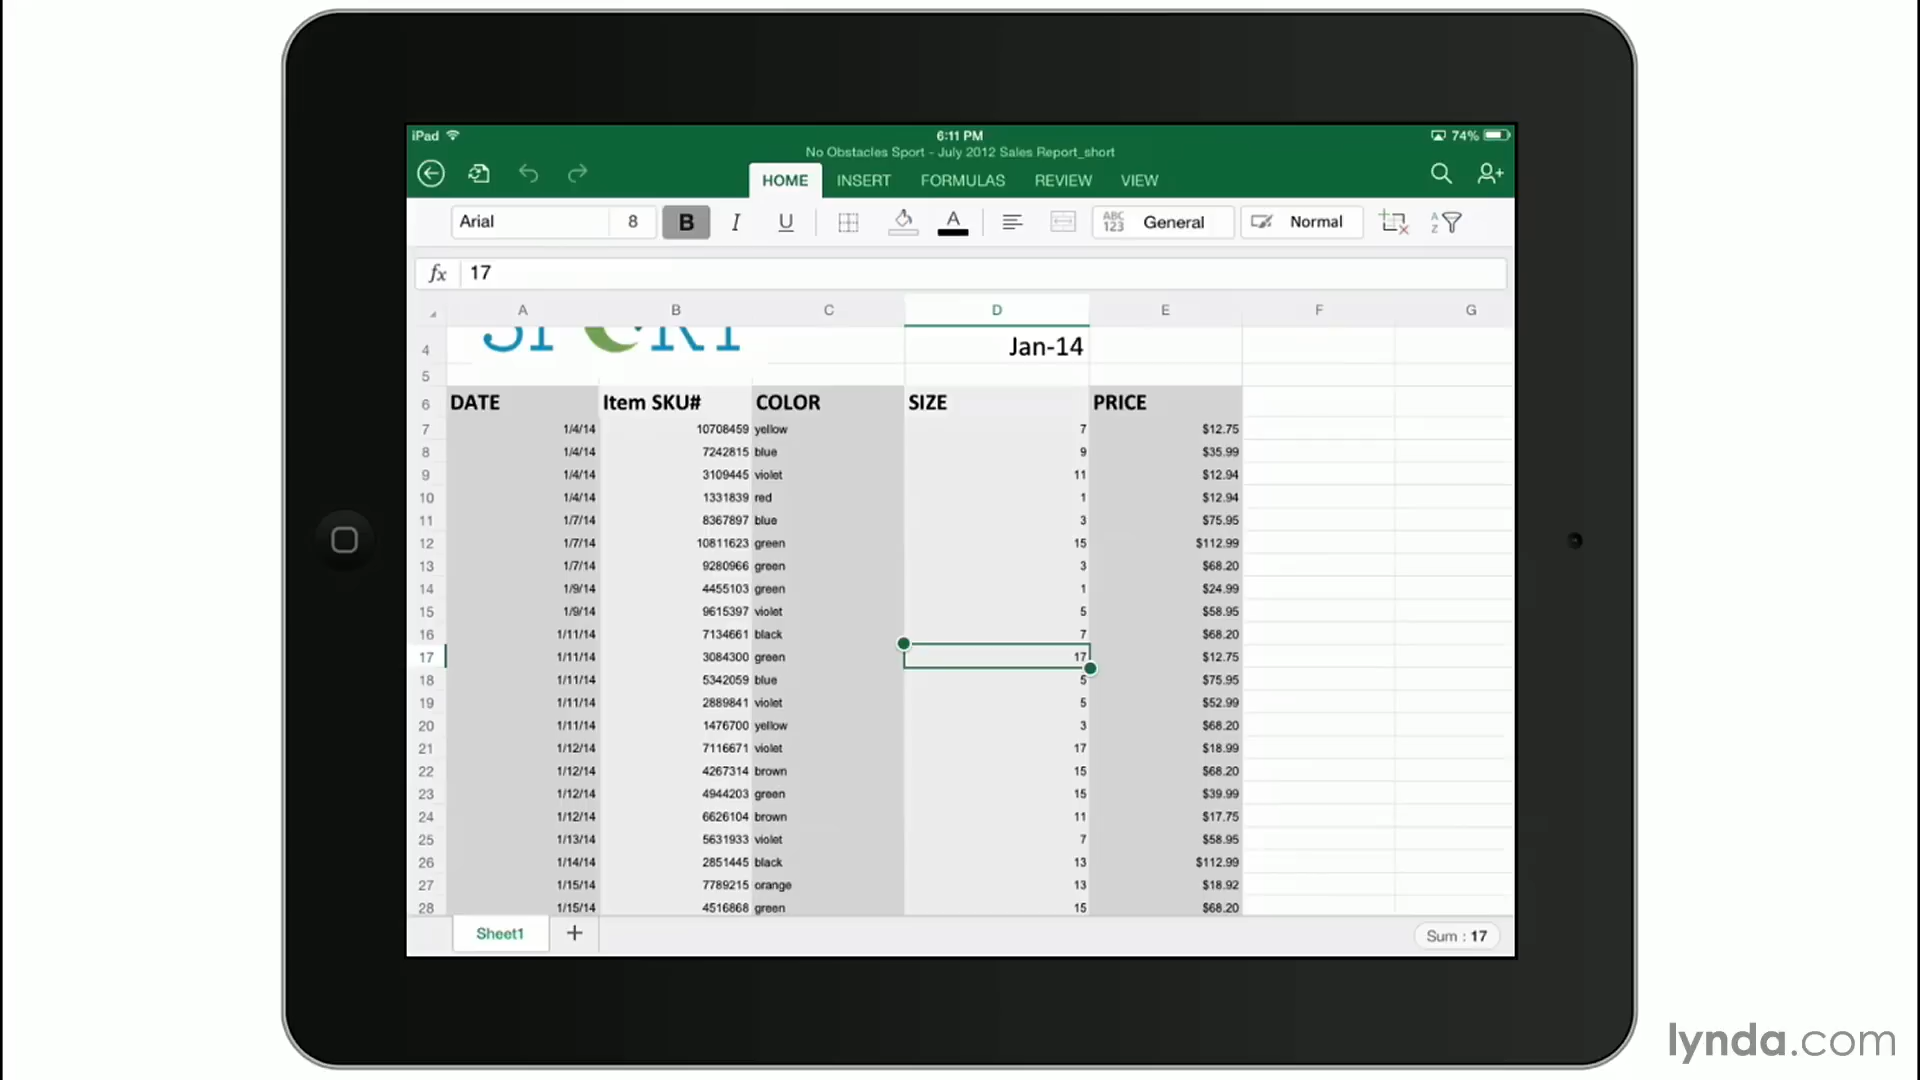 iPad 6:11 PM 74%
No Obstacles Sport - July 2012 Sales Report_short
HOME INSERT FORMULAS REVIEW VIEW
Arial 8 B I U A ABC 123 General Normal A Z
fx 17
A B C D E F G
4 SPORT Jan-14
5
6 DATE Item SKU# COLOR SIZE PRICE
7 1/4/14 10708459 yellow 7 $12.75
8 1/4/14 7242815 blue 9 $35.99
9 1/4/14 3109445 violet 11 $12.94
10 1/4/14 1331839 red 1 $12.94
11 1/7/14 8367897 blue 3 $75.95
12 1/7/14 10811623 green 15 $112.99
13 1/7/14 9280966 green 3 $68.20
14 1/9/14 4455103 green 1 $24.99
15 1/9/14 9615397 violet 5 $58.95
16 1/11/14 7134661 black 7 $68.20
17 1/11/14 3084300 green 17 $12.75
18 1/11/14 5342059 blue 5 $75.95
19 1/11/14 2889841 violet 5 $52.99
20 1/11/14 1476700 yellow 3 $68.20
21 1/12/14 7116671 violet 17 $18.99
22 1/12/14 4267314 brown 15 $68.20
23 1/12/14 4944203 green 15 $39.99
24 1/12/14 6626104 brown 11 $17.75
25 1/13/14 5631933 violet 7 $58.95
26 1/14/14 2851445 black 13 $112.99
27 1/15/14 7789215 orange 13 $18.92
28 1/15/14 4516868 green 15 $68.20
Sheet1 + Sum : 17
lynda.com